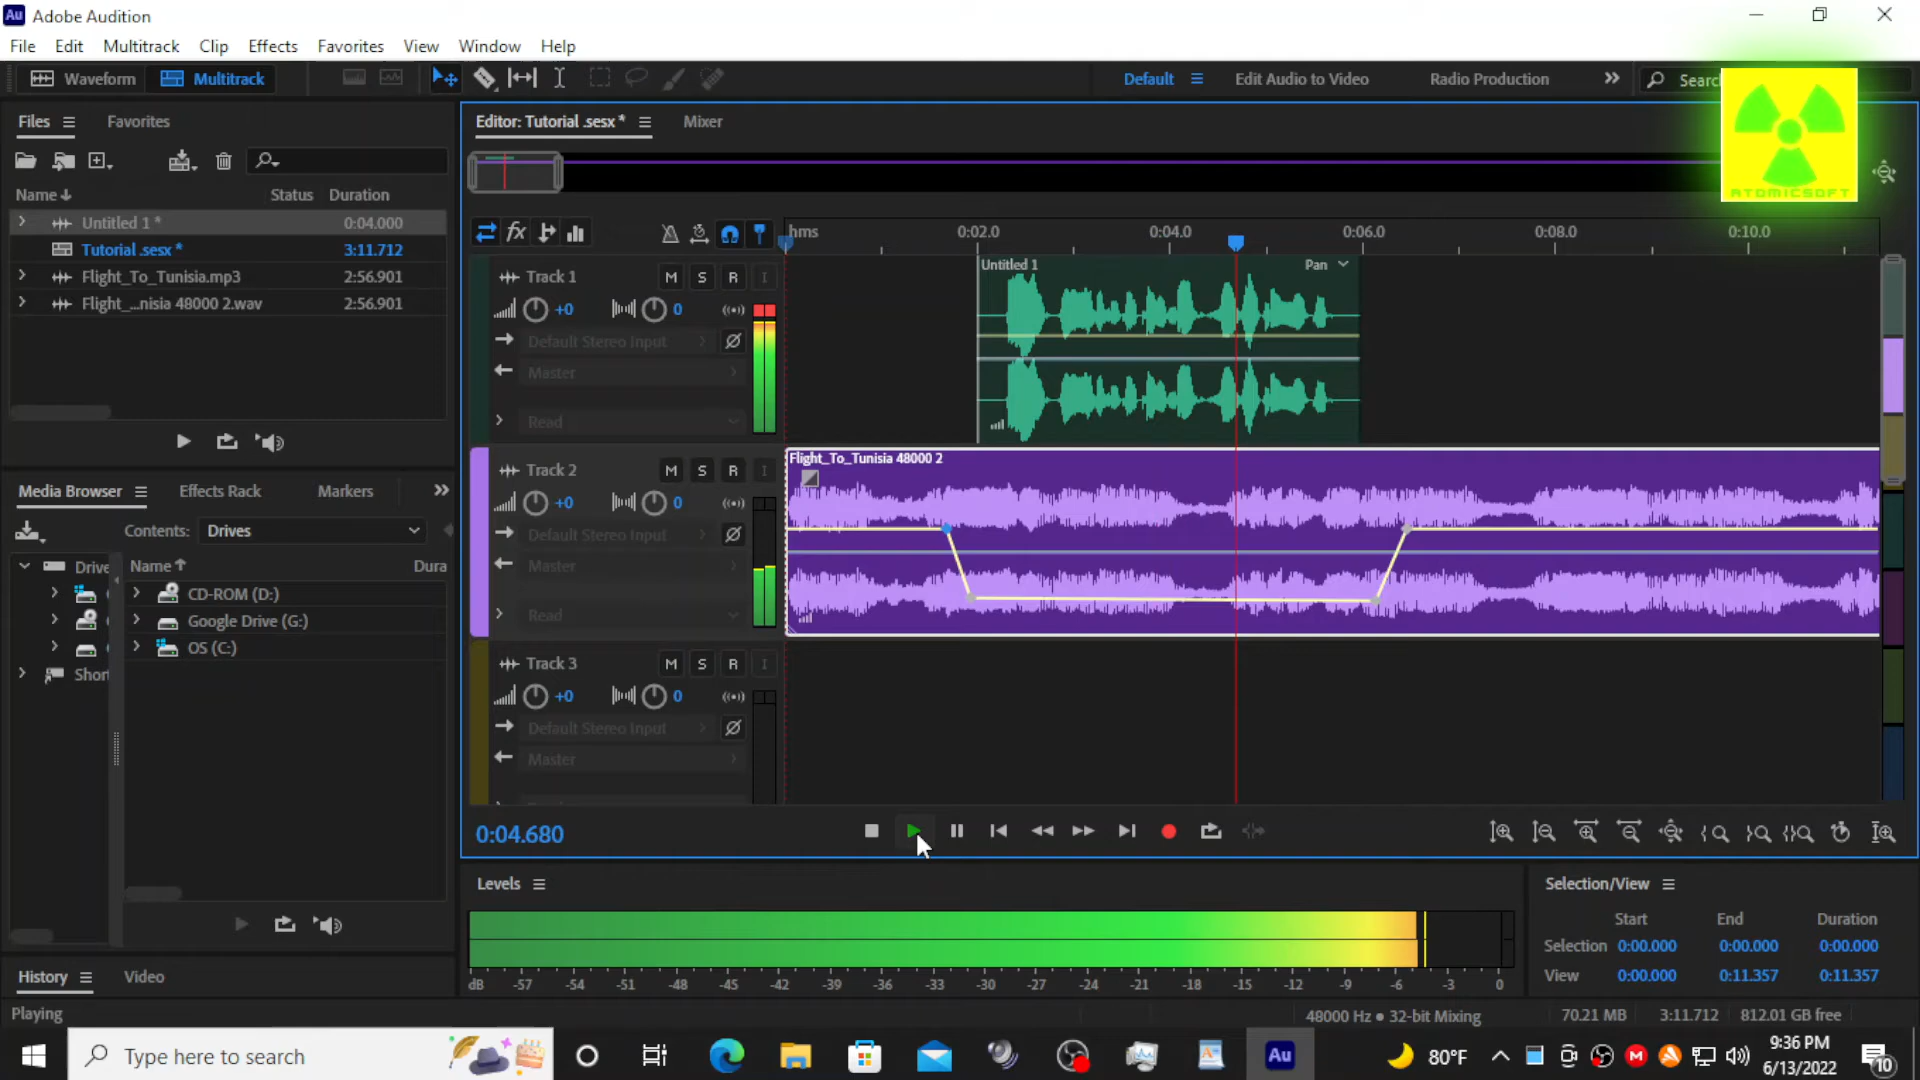 Au Adobe Audition
File Edit Multitrack Clip Effects Favorites View Window Help
Waveform Multitrack Default Edit Audio to Video Radio Production
ATOMICSOFT
Files Favorites
Name Status Duration
Untitled 1 * 0:04.000
Tutorial .sesx * 3:11.712
Flight_To_Tunisia.mp3 2:56.901
Flight_...nisia 48000 2.wav 2:56.901
Editor: Tutorial .sesx * Mixer
fx hms 0:02.0 0:04.0 0:06.0 0:08.0 0:10.0
Track 1 M S R I
+0 0
Default Stereo Input
Master
Read
Untitled 1 Pan
Track 2 M S R I
+0 0
Default Stereo Input
Master
Read
Flight_To_Tunisia 48000 2
Track 3 M S R I
+0 0
Default Stereo Input
Master
Media Browser Effects Rack Markers
Contents: Drives
Name Dura
CD-ROM (D:)
Google Drive (G:)
OS (C:)
0:04.680
Levels
dB -57 -54 -51 -48 -45 -42 -39 -36 -33 -30 -27 -24 -21 -18 -15 -12 -9 -6 -3 0
Selection/View
Start End Duration
Selection 0:00.000 0:00.000 0:00.000
View 0:00.000 0:11.357 0:11.357
History Video
Playing
48000 Hz ● 32-bit Mixing 70.21 MB 3:11.712 812.01 GB free
Type here to search
Au
80°F
9:36 PM
6/13/2022
10